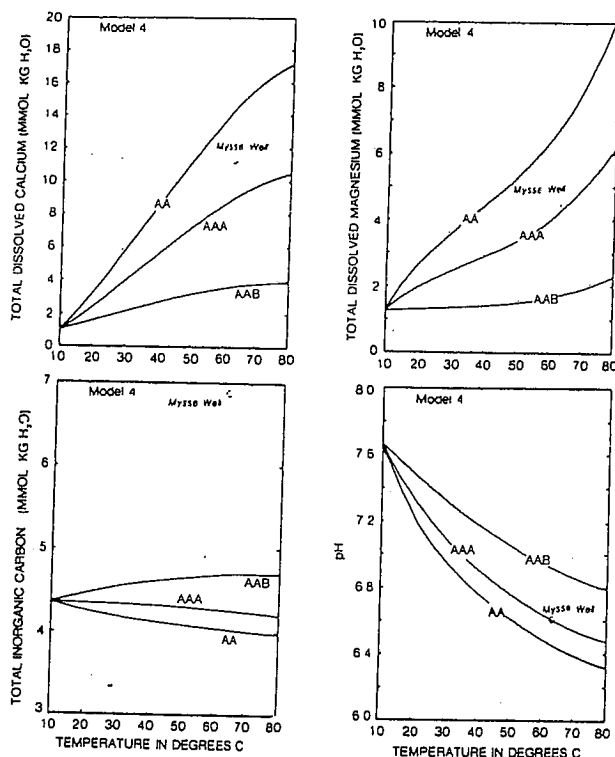 Model 4
TOTAL DISSOLVED CALCIUM (MMOL KG H₂O)
20
18
16
14
12
10
8
6
4
2
0
Mysse Well
AA
AAA
AAB
10 20 30 40 50 60 70 80
Model 4
TOTAL DISSOLVED MAGNESIUM (MMOL KG H₂O)
10
8
6
4
2
0
Mysse Well
AA
AAA
AAB
10 20 30 40 50 60 70 80
Model 4
TOTAL INORGANIC CARBON (MMOL KG H₂O)
7
6
5
4
3
Mysse Well
AAB
AAA
AA
10 20 30 40 50 60 70 80
TEMPERATURE IN DEGREES C
Model 4
pH
8.0
7.6
7.2
6.8
6.4
6.0
AAB
AAA
Mysse Well
AA
10 20 30 40 50 60 70 80
TEMPERATURE IN DEGREES C